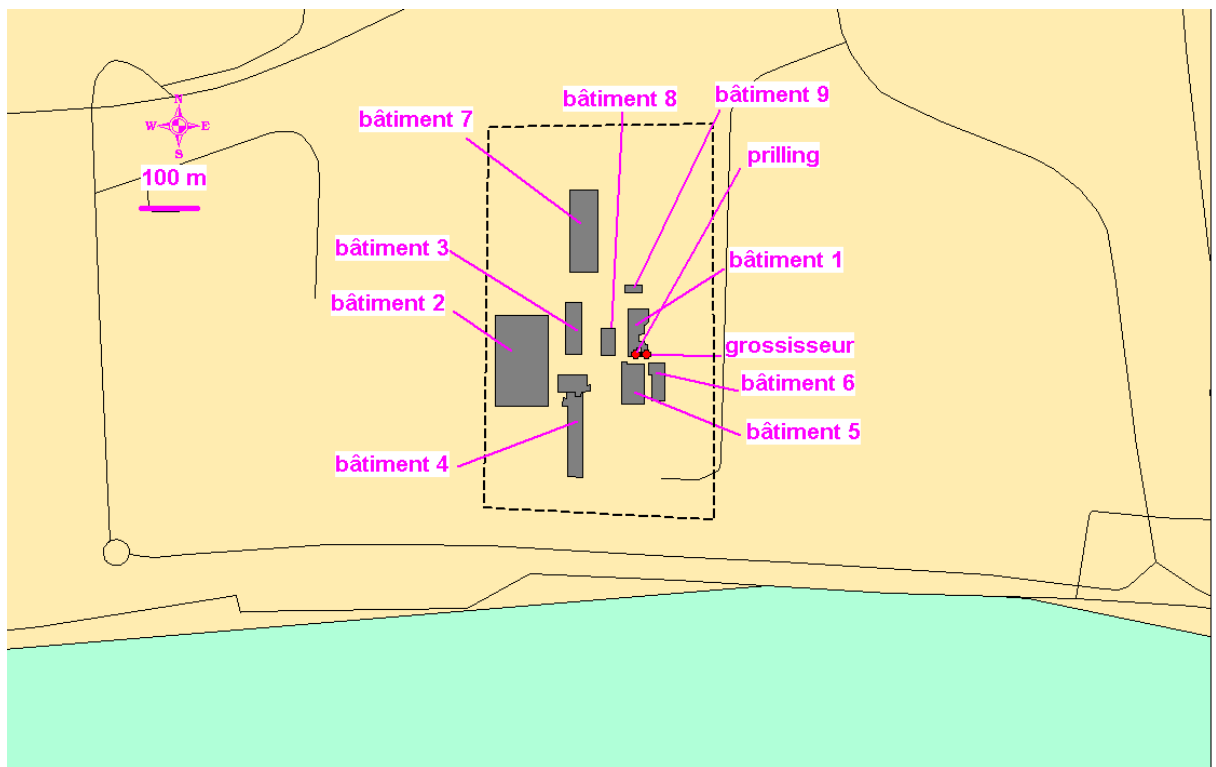 bâtiment 8
bâtiment 9
N
bâtiment 7
W
E
S
prilling
100 m
bâtiment 3
bâtiment 1
bâtiment 2
grossisseur
bâtiment 6
bâtiment 5
bâtiment 4